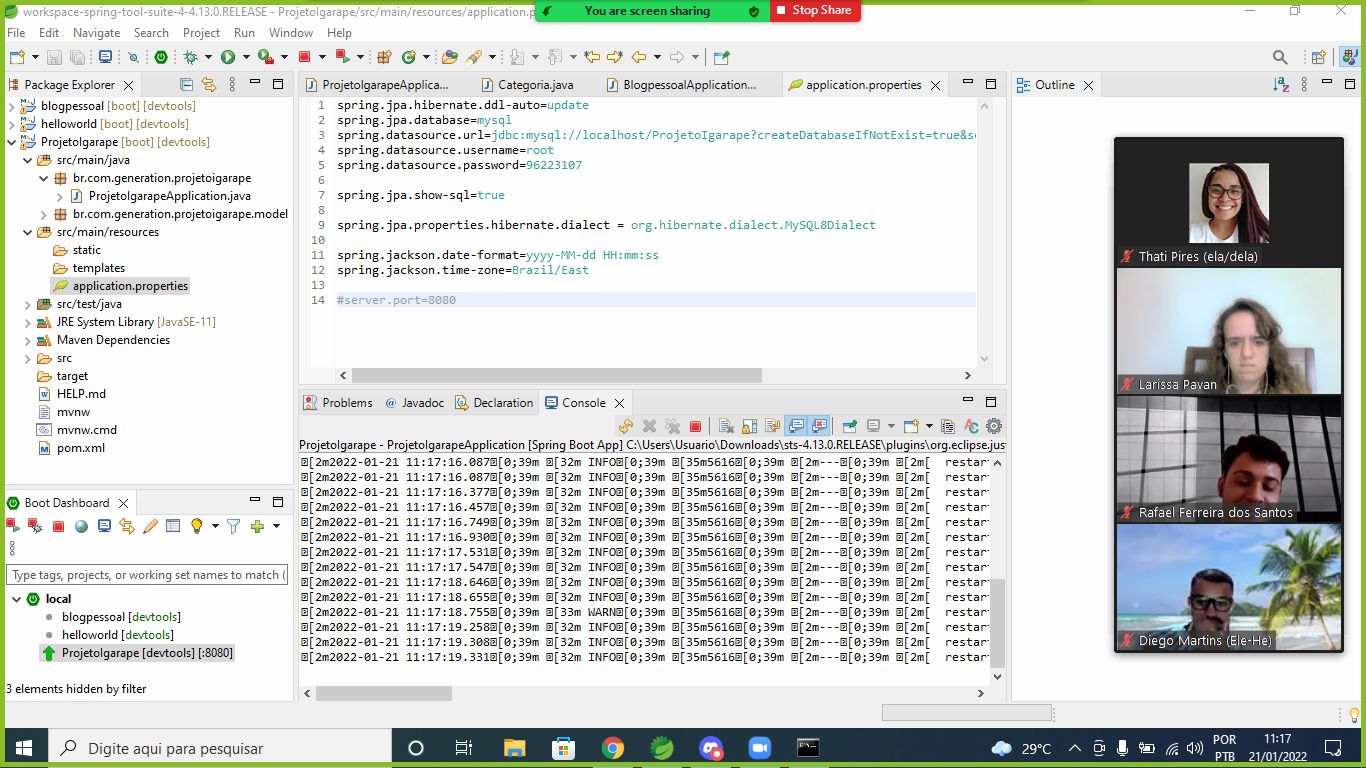 workspace-spring-tool-suite-4-4.13.0.RELEASE - ProjetoIgarape/src/main/resources/application.p
You are screen sharing
Stop Share
File Edit Navigate Search Project Run Window Help
Package Explorer
blogpessoal [boot] [devtools]
helloworld [boot] [devtools]
ProjetoIgarape [boot] [devtools]
src/main/java
br.com.generation.projetoigarape
ProjetoIgarapeApplication.java
br.com.generation.projetoigarape.model
src/main/resources
static
templates
application.properties
src/test/java
JRE System Library [JavaSE-11]
Maven Dependencies
src
target
HELP.md
mvnw
mvnw.cmd
pom.xml
Boot Dashboard
Type tags, projects, or working set names to match (
local
blogpessoal [devtools]
helloworld [devtools]
ProjetoIgarape [devtools] [:8080]
3 elements hidden by filter
ProjetoIgarapeApplica... Categoria.java BlogpessoalApplication... application.properties
1 spring.jpa.hibernate.ddl-auto=update
2 spring.jpa.database=mysql
3 spring.datasource.url=jdbc:mysql://localhost/ProjetoIgarape?createDatabaseIfNotExist=true&se
4 spring.datasource.username=root
5 spring.datasource.password=96223107
6
7 spring.jpa.show-sql=true
8
9 spring.jpa.properties.hibernate.dialect = org.hibernate.dialect.MySQL8Dialect
10
11 spring.jackson.date-format=yyyy-MM-dd HH:mm:ss
12 spring.jackson.time-zone=Brazil/East
13
14 #server.port=8080
Problems @ Javadoc Declaration Console
ProjetoIgarape - ProjetoIgarapeApplication [Spring Boot App] C:\Users\Usuario\Downloads\sts-4.13.0.RELEASE\plugins\org.eclipse.jus
[2m2022-01-21 11:17:16.087[0;39m [32m INFO[0;39m [35m5616[0;39m [2m---[0;39m [2m[ restart
[2m2022-01-21 11:17:16.087[0;39m [32m INFO[0;39m [35m5616[0;39m [2m---[0;39m [2m[ restart
[2m2022-01-21 11:17:16.377[0;39m [32m INFO[0;39m [35m5616[0;39m [2m---[0;39m [2m[ restart
[2m2022-01-21 11:17:16.457[0;39m [32m INFO[0;39m [35m5616[0;39m [2m---[0;39m [2m[ restart
[2m2022-01-21 11:17:16.749[0;39m [32m INFO[0;39m [35m5616[0;39m [2m---[0;39m [2m[ restart
[2m2022-01-21 11:17:16.930[0;39m [32m INFO[0;39m [35m5616[0;39m [2m---[0;39m [2m[ restart
[2m2022-01-21 11:17:17.531[0;39m [32m INFO[0;39m [35m5616[0;39m [2m---[0;39m [2m[ restart
[2m2022-01-21 11:17:17.547[0;39m [32m INFO[0;39m [35m5616[0;39m [2m---[0;39m [2m[ restart
[2m2022-01-21 11:17:18.646[0;39m [32m INFO[0;39m [35m5616[0;39m [2m---[0;39m [2m[ restart
[2m2022-01-21 11:17:18.655[0;39m [32m INFO[0;39m [35m5616[0;39m [2m---[0;39m [2m[ restart
[2m2022-01-21 11:17:18.755[0;39m [33m WARN[0;39m [35m5616[0;39m [2m---[0;39m [2m[ restart
[2m2022-01-21 11:17:19.258[0;39m [32m INFO[0;39m [35m5616[0;39m [2m---[0;39m [2m[ restart
[2m2022-01-21 11:17:19.308[0;39m [32m INFO[0;39m [35m5616[0;39m [2m---[0;39m [2m[ restart
[2m2022-01-21 11:17:19.331[0;39m [32m INFO[0;39m [35m5616[0;39m [2m---[0;39m [2m[ restart
Outline
Thati Pires (ela/dela)
Larissa Pavan
Rafael Ferreira dos Santos
Diego Martins (Ele-He)
Digite aqui para pesquisar
29°C
POR
PTB
11:17
21/01/2022